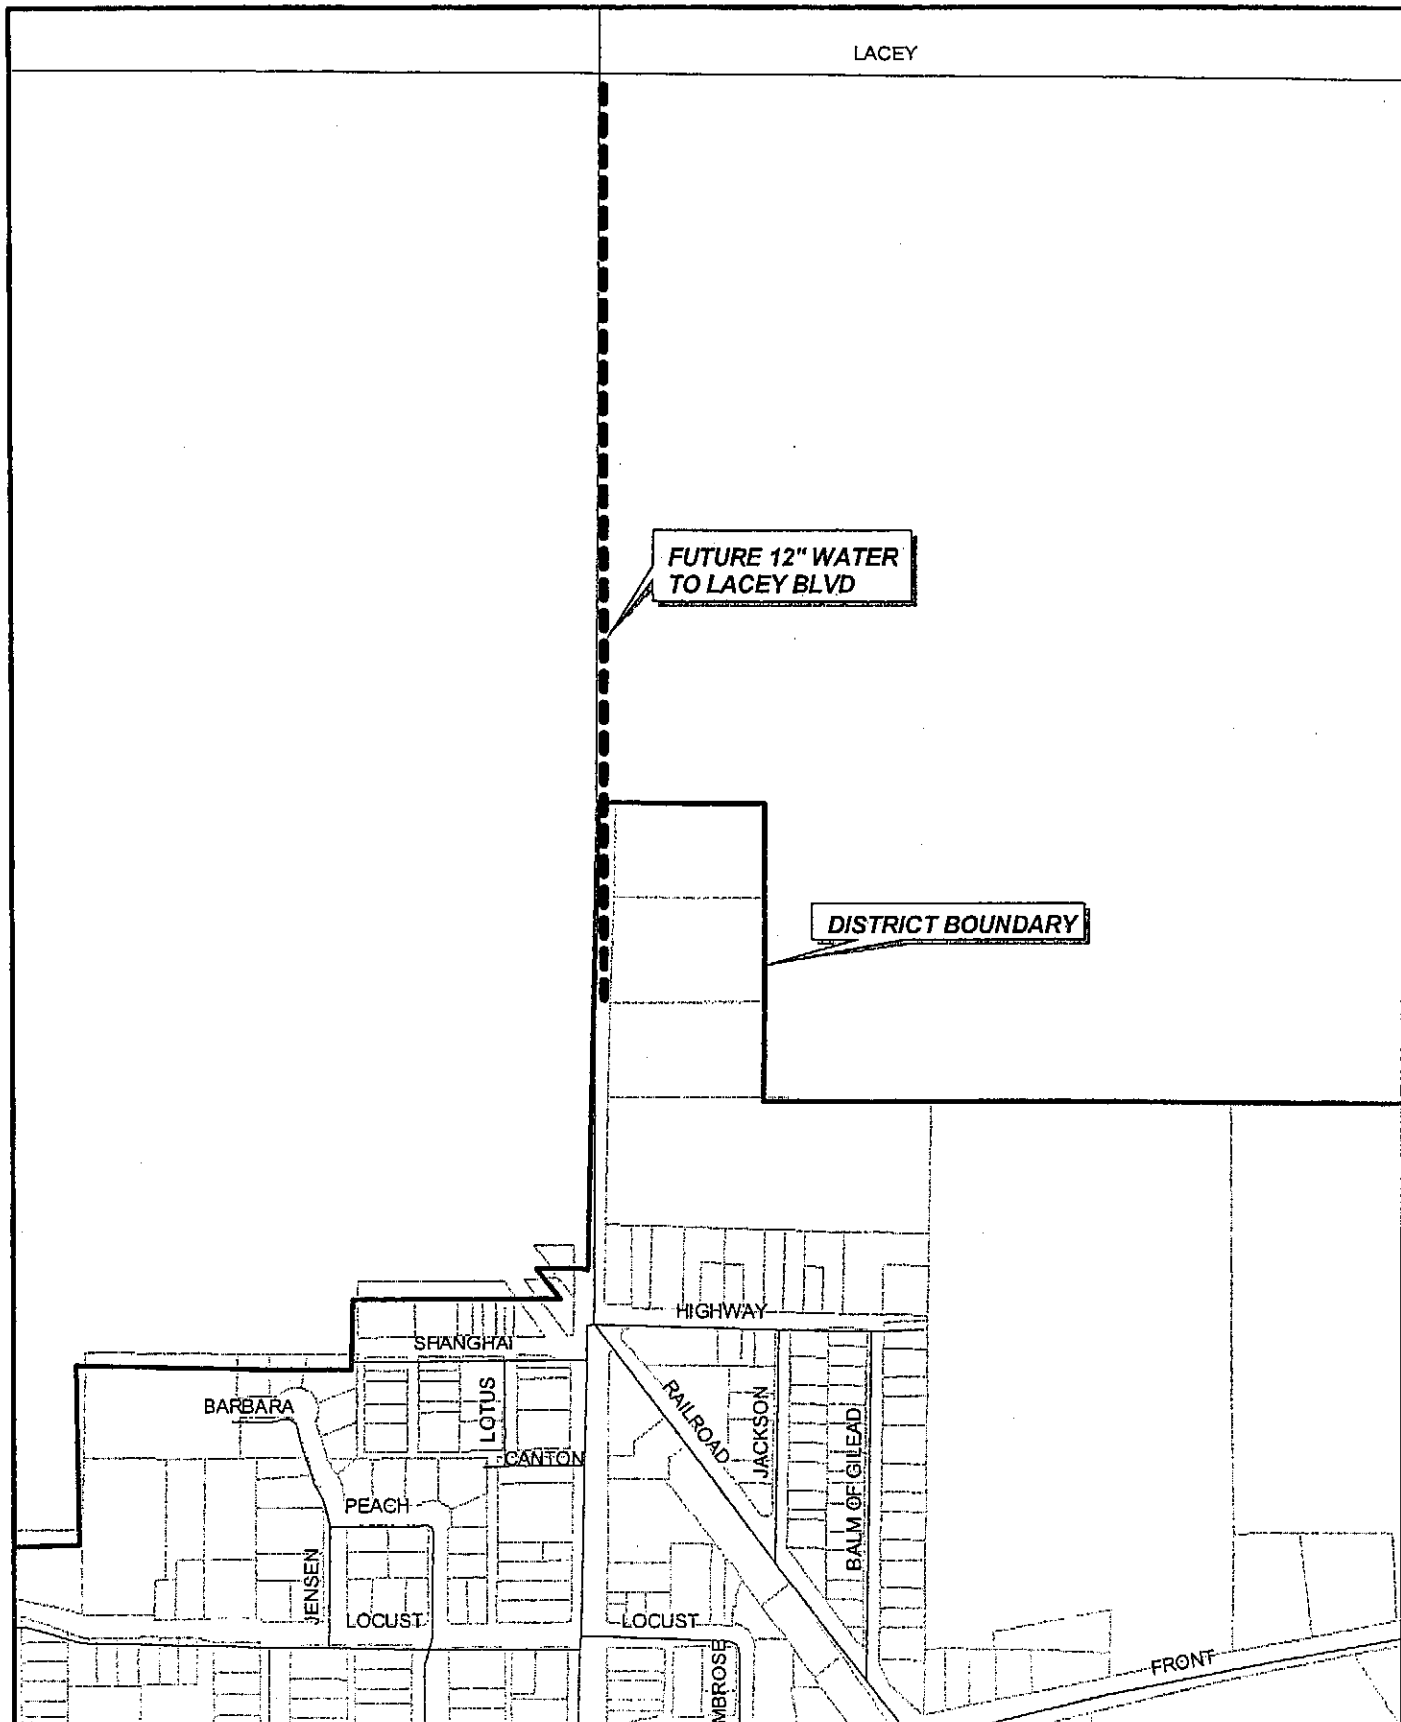 LACEY
FUTURE 12" WATER
TO LACEY BLVD
DISTRICT BOUNDARY
HIGHWAY
SHANGHAI
LOTUS
BARBARA
RAILROAD
JACKSON
BALM OF GILEAD
CANTON
PEACH
JENSEN
LOCUST
LOCUST
MBROSE
FRONT